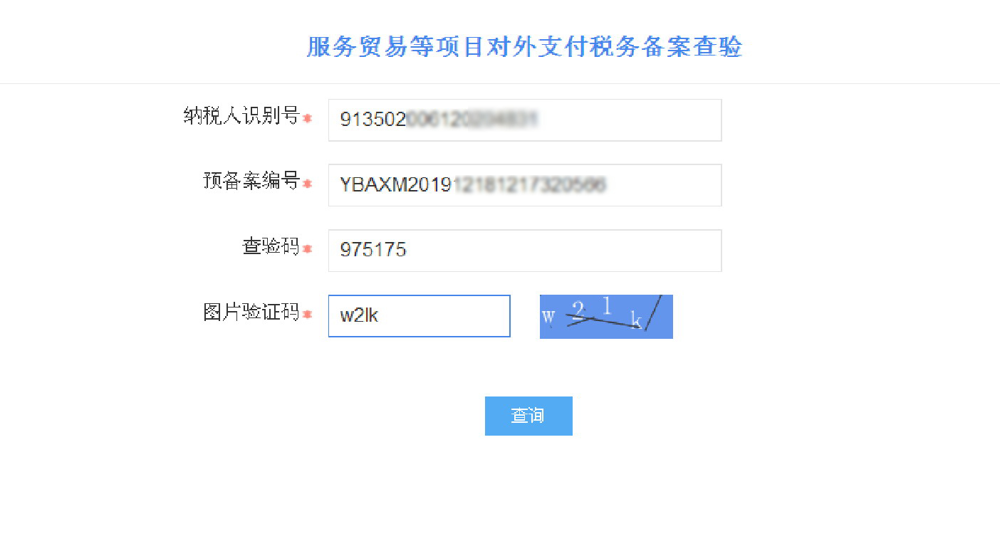 服务贸易等项目对外支付税务备案查验
纳税人识别号* 913502
预备案编号* YBAXM2019
查验码* 975175
图片验证码* w2lk w 2 1 k
查询